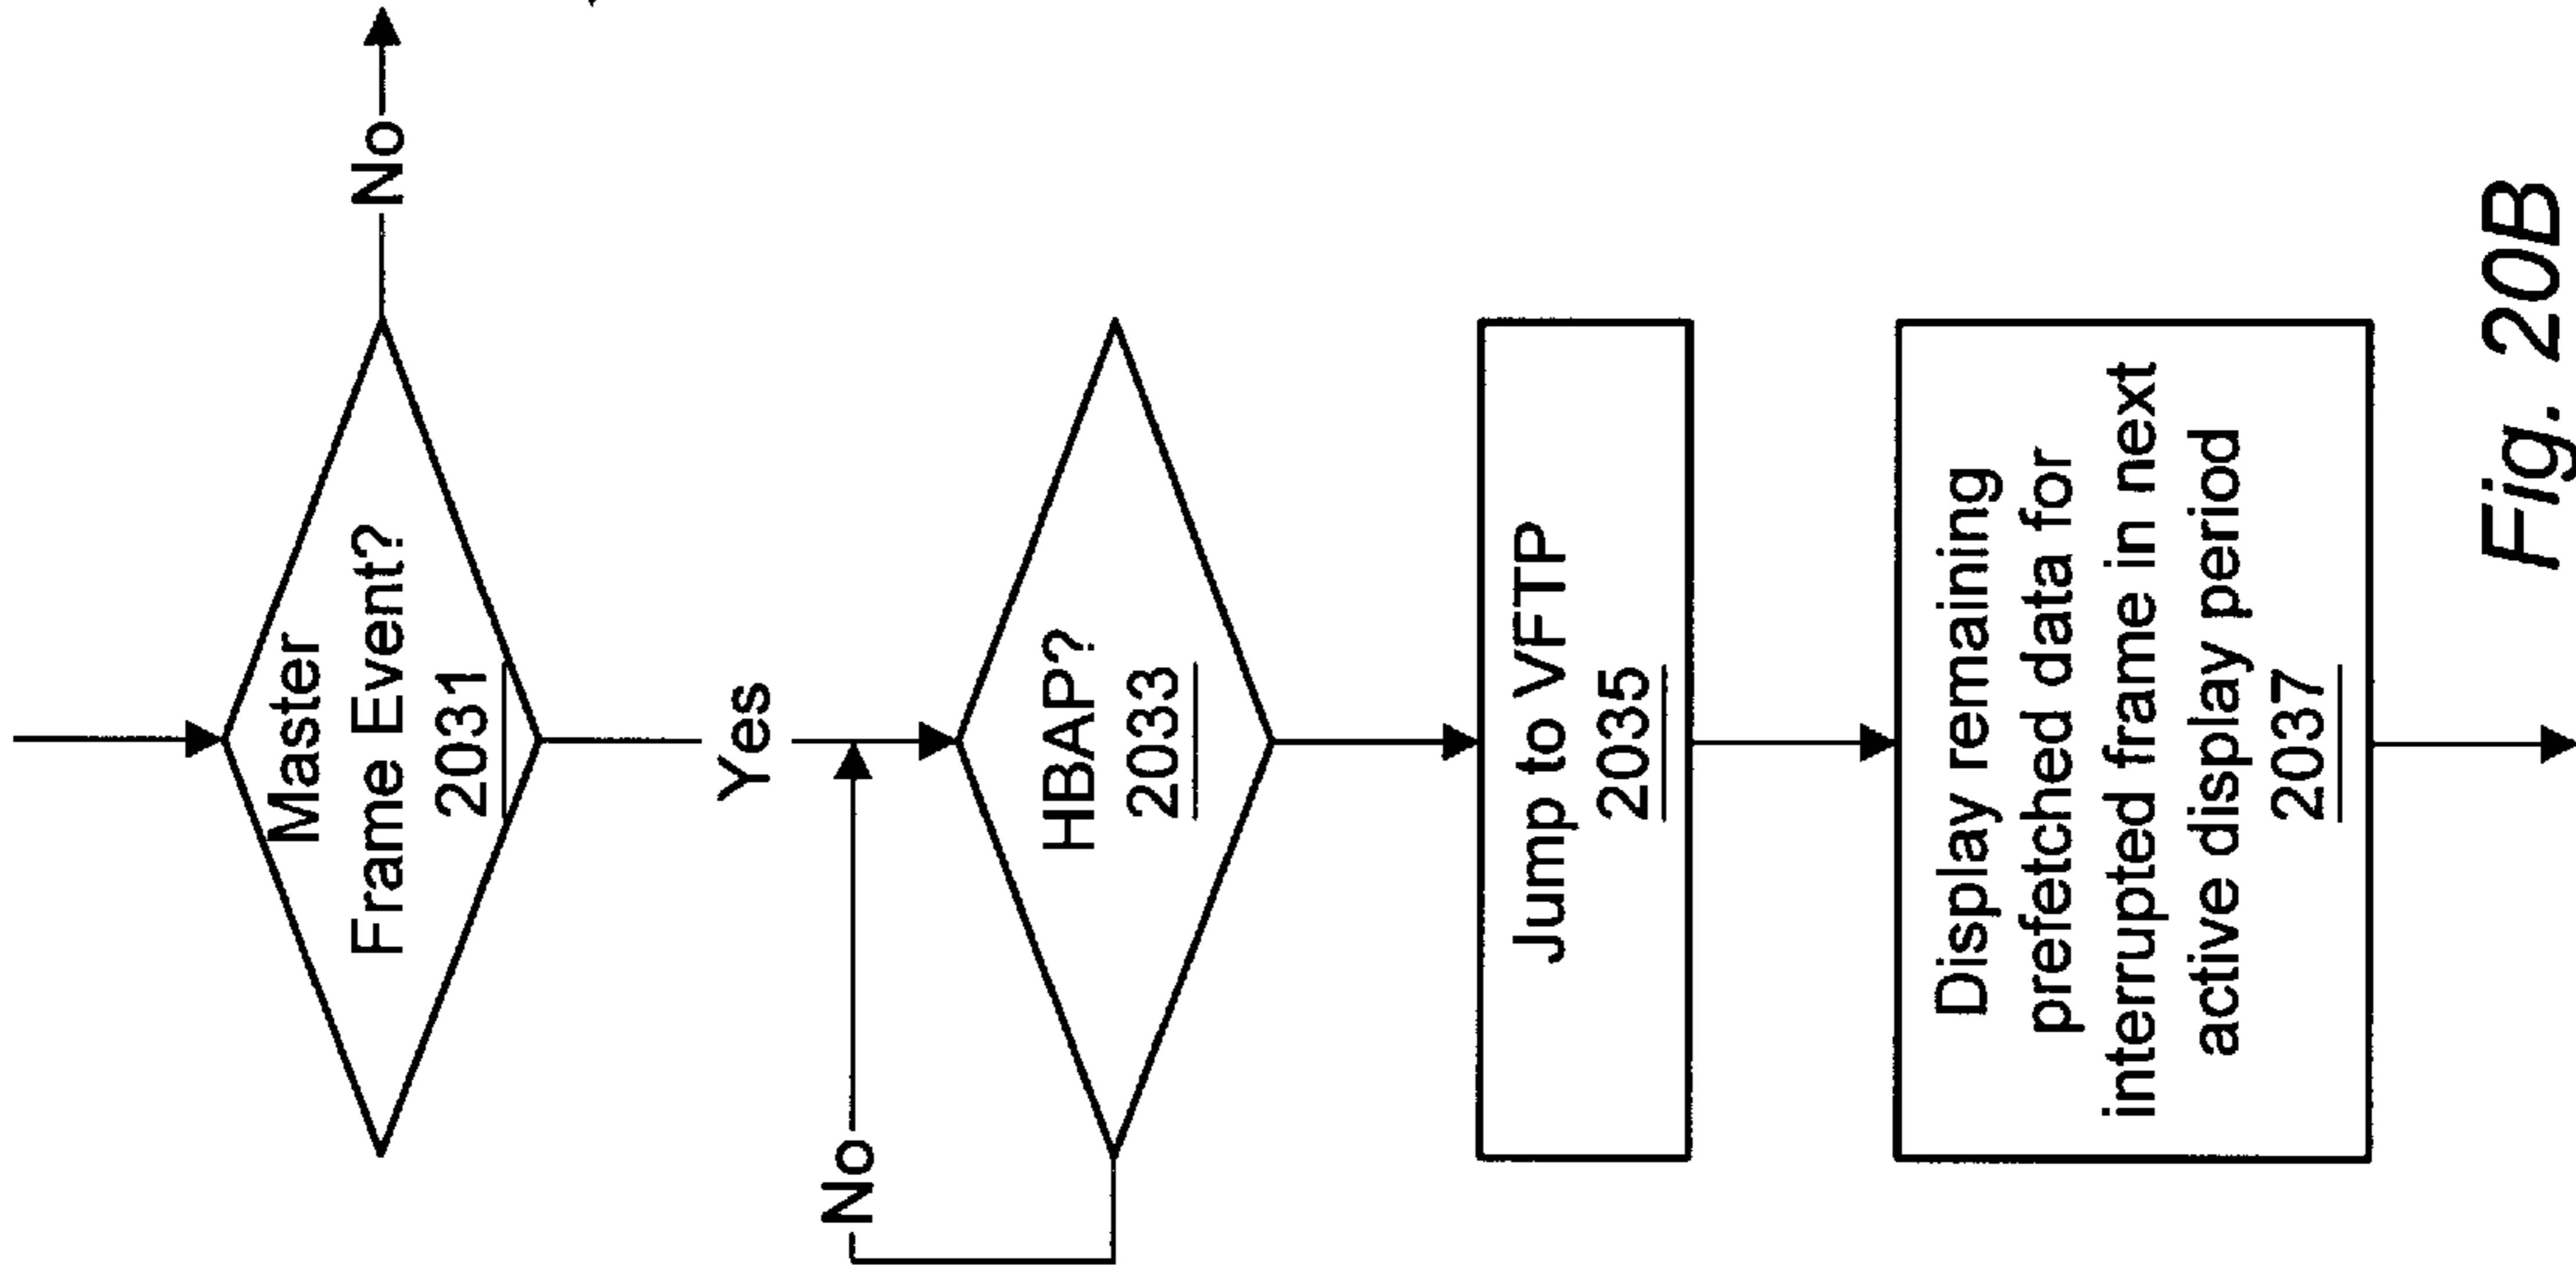 Master
Frame Event?
2031
No
Yes
No
HBAP?
2033
Jump to VFTP
2035
Display remaining
prefetched data for
interrupted frame in next
active display period
2037
Fig. 20B